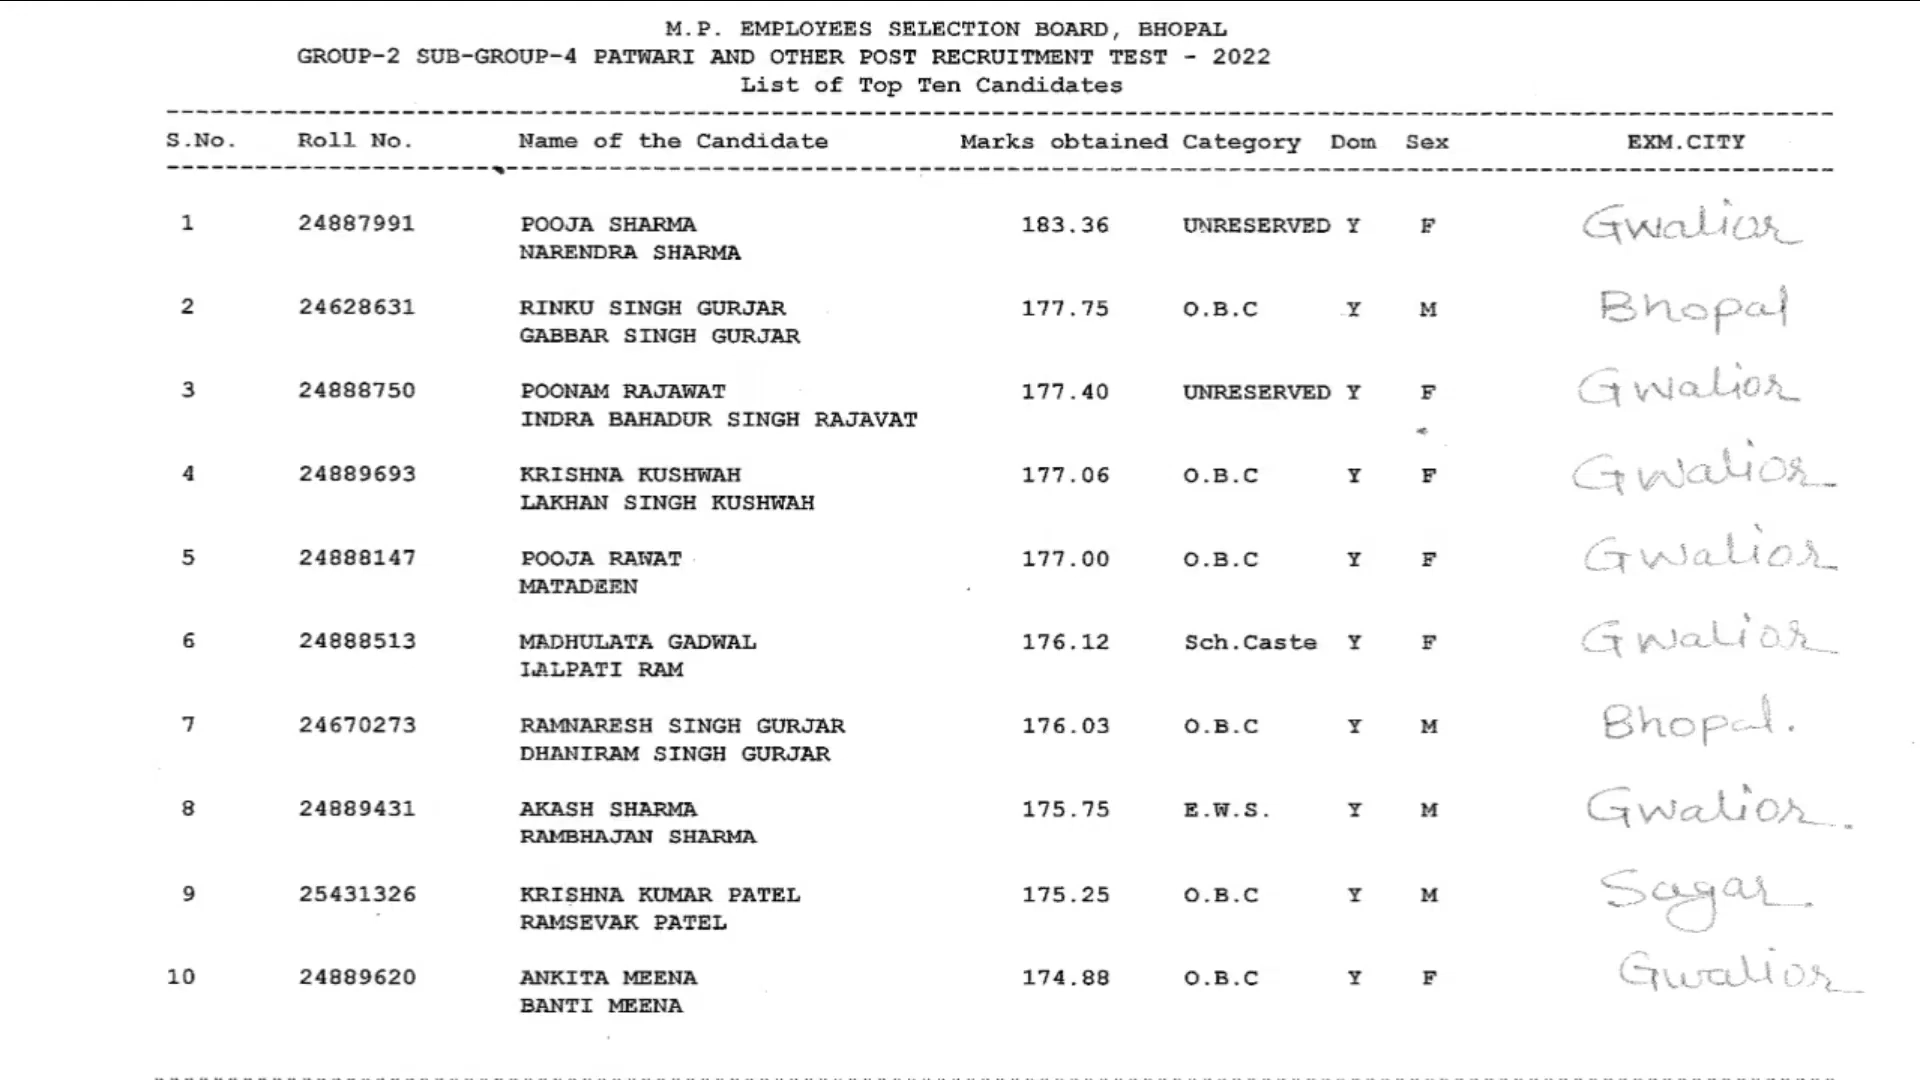 M.P. EMPLOYEES SELECTION BOARD, BHOPAL
GROUP-2 SUB-GROUP-4 PATWARI AND OTHER POST RECRUITMENT TEST - 2022
List of Top Ten Candidates
S.No. Roll No. Name of the Candidate Marks obtained Category Dom Sex EXM.CITY
1 24887991 POOJA SHARMA 183.36 UNRESERVED Y F Gwalior
NARENDRA SHARMA
2 24628631 RINKU SINGH GURJAR 177.75 O.B.C Y M Bhopal
GABBAR SINGH GURJAR
3 24888750 POONAM RAJAWAT 177.40 UNRESERVED Y F Gwalior
INDRA BAHADUR SINGH RAJAVAT
4 24889693 KRISHNA KUSHWAH 177.06 O.B.C Y F Gwalior
LAKHAN SINGH KUSHWAH
5 24888147 POOJA RAWAT 177.00 O.B.C Y F Gwalior
MATADEEN
6 24888513 MADHULATA GADWAL 176.12 Sch.Caste Y F Gwalior
LALPATI RAM
7 24670273 RAMNARESH SINGH GURJAR 176.03 O.B.C Y M Bhopal.
DHANIRAM SINGH GURJAR
8 24889431 AKASH SHARMA 175.75 E.W.S. Y M Gwalior.
RAMBHAJAN SHARMA
9 25431326 KRISHNA KUMAR PATEL 175.25 O.B.C Y M Sagar.
RAMSEVAK PATEL
10 24889620 ANKITA MEENA 174.88 O.B.C Y F Gwalior
BANTI MEENA